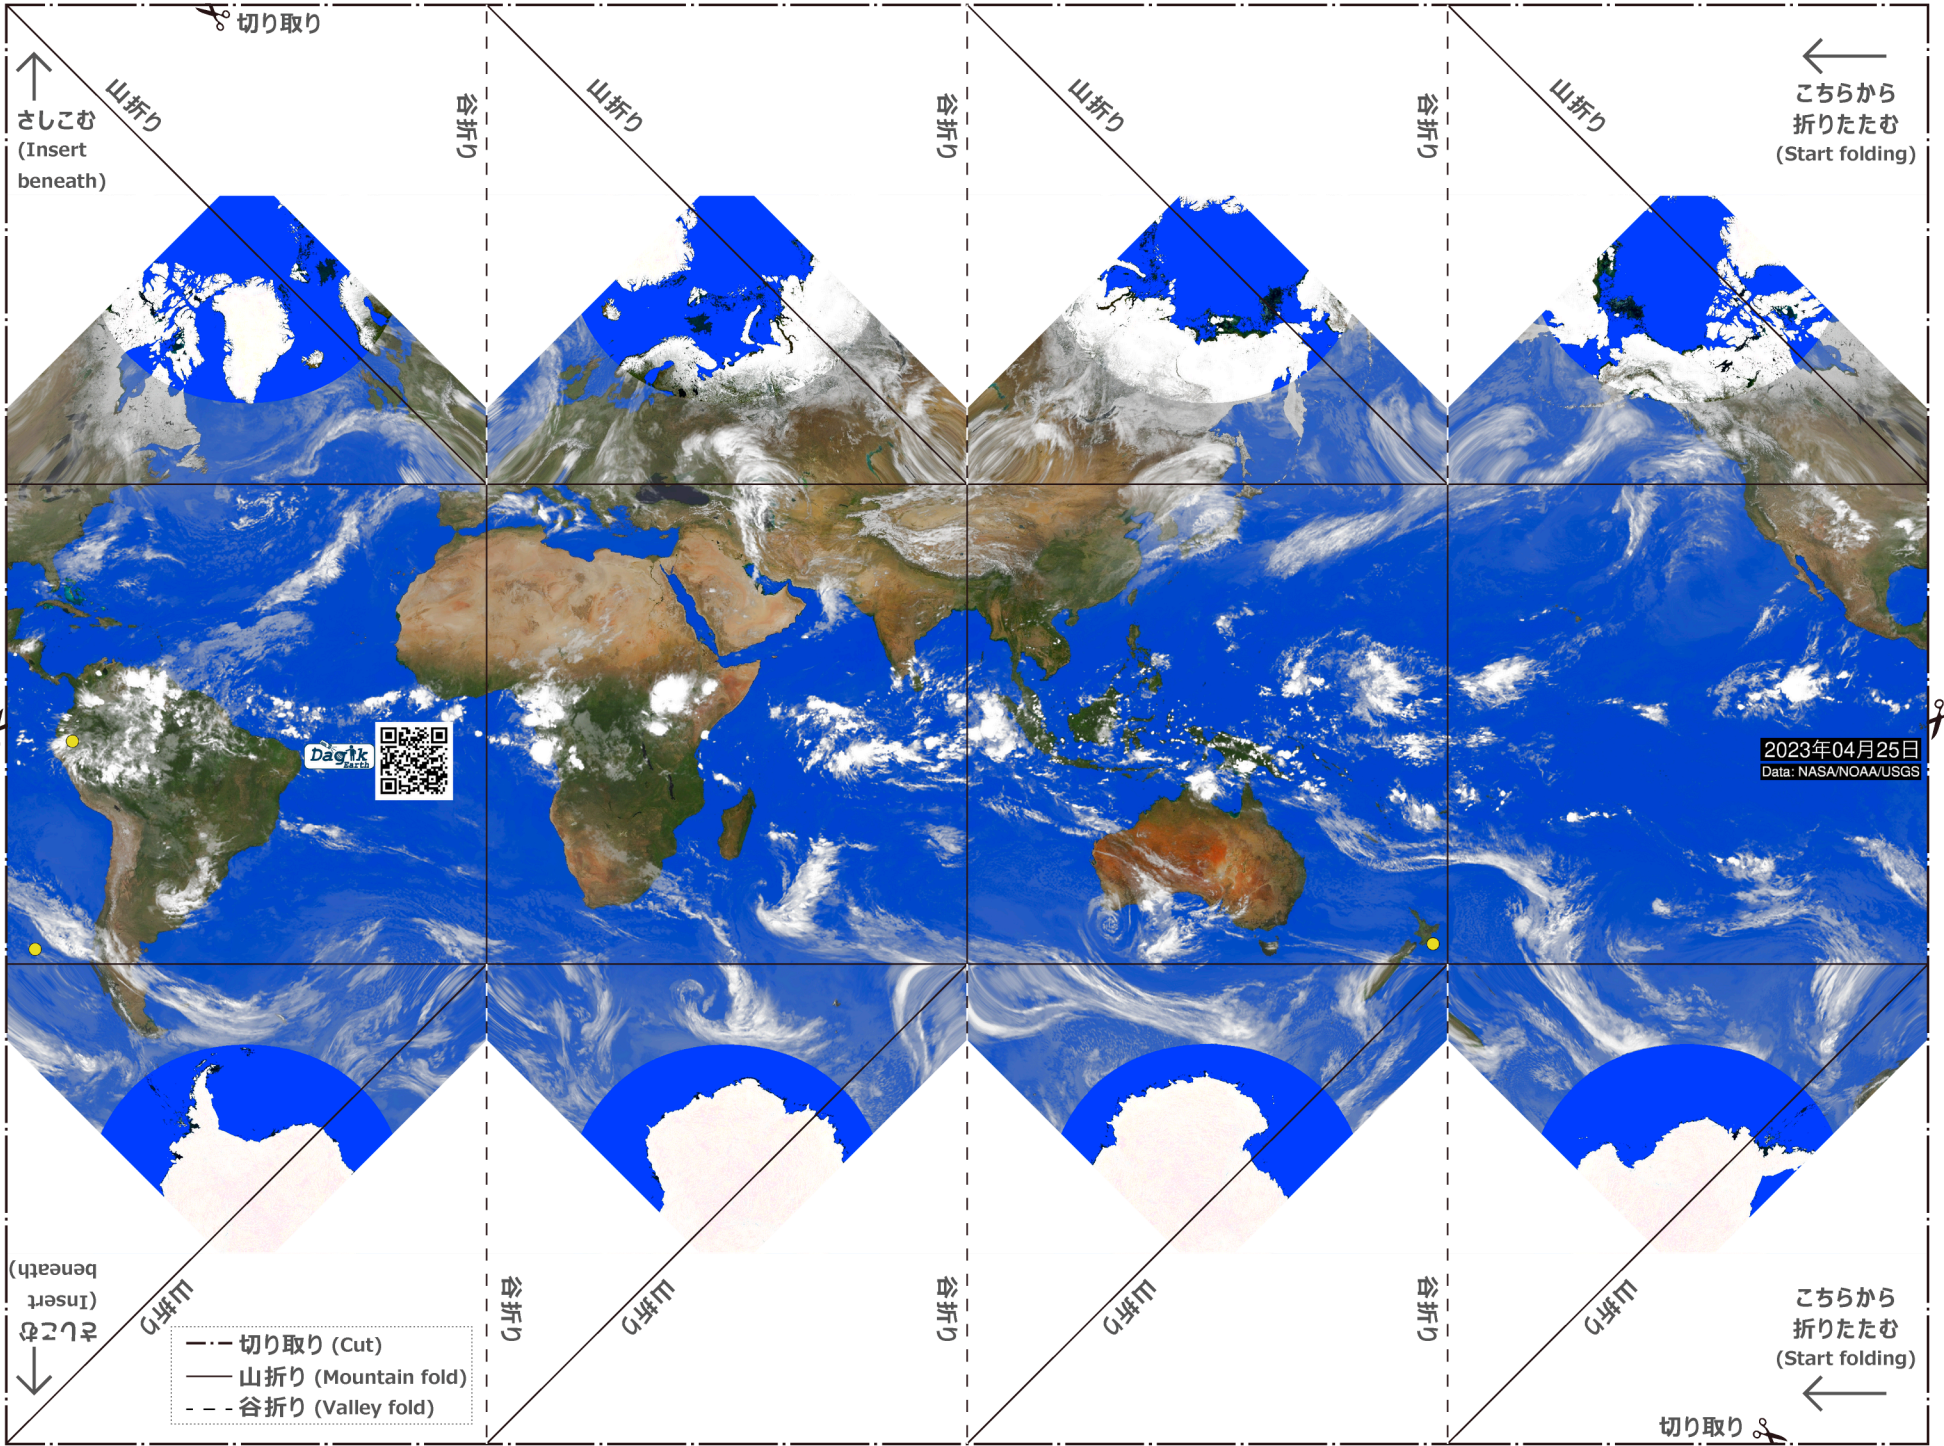 切り取り
山折り
谷折り
山折り
谷折り
山折り
谷折り
山折り
さしこむ
(Insert
beneath)
こちらから
折りたたむ
(Start folding)
Dagik
Earth
2023年04月25日
Data: NASA/NOAA/USGS
さしこむ
(Insert
beneath)
山折り
谷折り
山折り
谷折り
山折り
谷折り
山折り
切り取り (Cut)
山折り (Mountain fold)
谷折り (Valley fold)
こちらから
折りたたむ
(Start folding)
切り取り